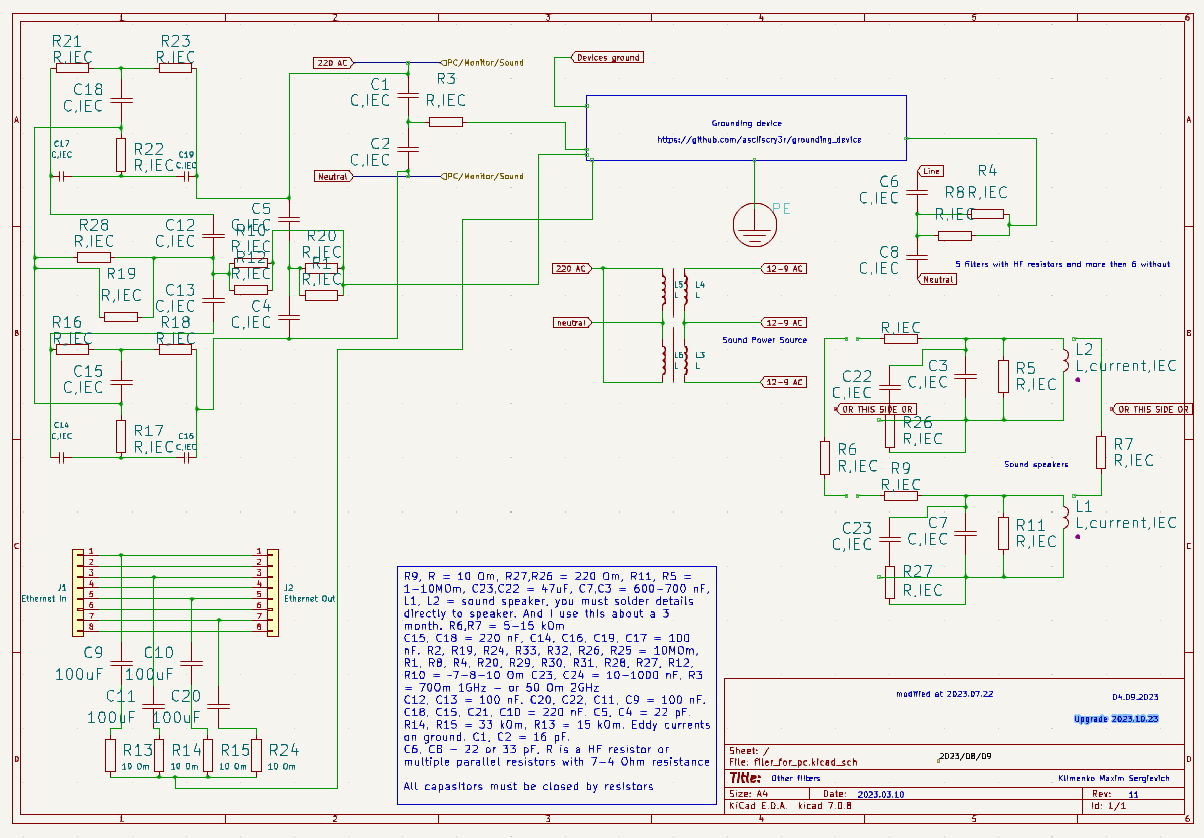 1 2 3 4 5 6
A
B
C
D
R21
R,IEC
R23
R,IEC
C18
C,IEC
C17
C,IEC
R22
R,IEC
C19
C,IEC
220 AC
PC/Monitor/Sound
C1
C,IEC
R3
R,IEC
C2
C,IEC
Neutral
PC/Monitor/Sound
Devices ground
Grounding device
https://github.com/asciiscry3r/grounding_device
PE
Line
C6
C,IEC
R4
R,IEC
R8
R,IEC
C8
C,IEC
Neutral
5 filters with HF resistors and more then 6 without
R28
R,IEC
C12
C,IEC
C5
C,IEC
R10
R,IEC
R12
R,IEC
R20
R,IEC
R1
R,IEC
R19
R,IEC
C13
C,IEC
C4
C,IEC
R16
R,IEC
R18
R,IEC
C15
C,IEC
C14
C,IEC
R17
R,IEC
C16
C,IEC
220 AC
12-9 AC
L5
L
L4
L
neutral
12-9 AC
Sound Power Source
L6
L
L3
L
12-9 AC
R,IEC
L2
L,current,IEC
C22
C,IEC
C3
C,IEC
R5
R,IEC
OR THIS SIDE OR
OR THIS SIDE OR
R26
R,IEC
R6
R,IEC
R7
R,IEC
Sound speakers
R9
R,IEC
L1
L,current,IEC
C23
C,IEC
C7
C,IEC
R11
R,IEC
R27
R,IEC
1 1
2 2
3 3
4 4
5 5
6 6
7 7
8 8
J1
Ethernet In
J2
Ethernet Out
C9
100uF
C10
100uF
C11
100uF
C20
100uF
R13
10 Om
R14
10 Om
R15
10 Om
R24
10 Om
R9, R = 10 Om, R27,R26 = 220 Om, R11, R5 =
1-10MOm, C23,C22 = 47uF, C7,C3 = 600-700 nF,
L1, L2 = sound speaker, you must solder details
directly to speaker. And I use this about a 3
month. R6,R7 = 5-15 kOm
C15, C18 = 220 nF, C14, C16, C19, C17 = 100
nF. R2, R19, R24, R33, R32, R26, R25 = 10MOm,
R1, R8, R4, R20, R29, R30, R31, R28, R27, R12,
R10 = -7-8-10 Om C23, C24 = 10-1000 nF, R3
= 700m 1GHz - or 50 Om 2GHz
C12, C13 = 100 nF. C20, C22, C11, C9 = 100 nF.
C18, C15, C21, C10 = 220 nF. C5, C4 = 22 pF.
R14, R15 = 33 kOm, R13 = 15 kOm. Eddy currents
on ground. C1, C2 = 16 pF.
C6, C8 - 22 or 33 pF, R is a HF resistor or
multiple parallel resistors with 7-4 Ohm resistance
All capasitors must be closed by resistors
modified at 2023.07.22
04.09.2023
Upgrade 2023.10.23
Sheet: /
File: filer_for_pc.kicad_sch
2023/08/09
Title: Other filters
Klimenko Maxim Sergievich
Size: A4
Date: 2023.03.10
Rev: 11
KiCad E.D.A. kicad 7.0.8
Id: 1/1
1 2 3 4 5 6